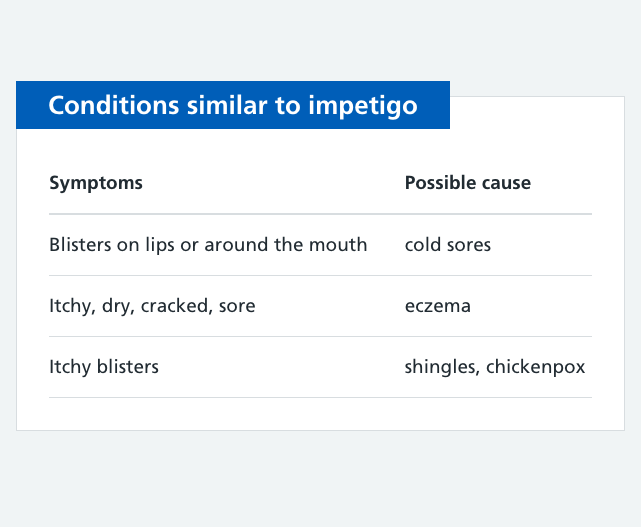 Conditions similar to impetigo
Symptoms Possible cause
Blisters on lips or around the mouth cold sores
Itchy, dry, cracked, sore eczema
Itchy blisters shingles, chickenpox